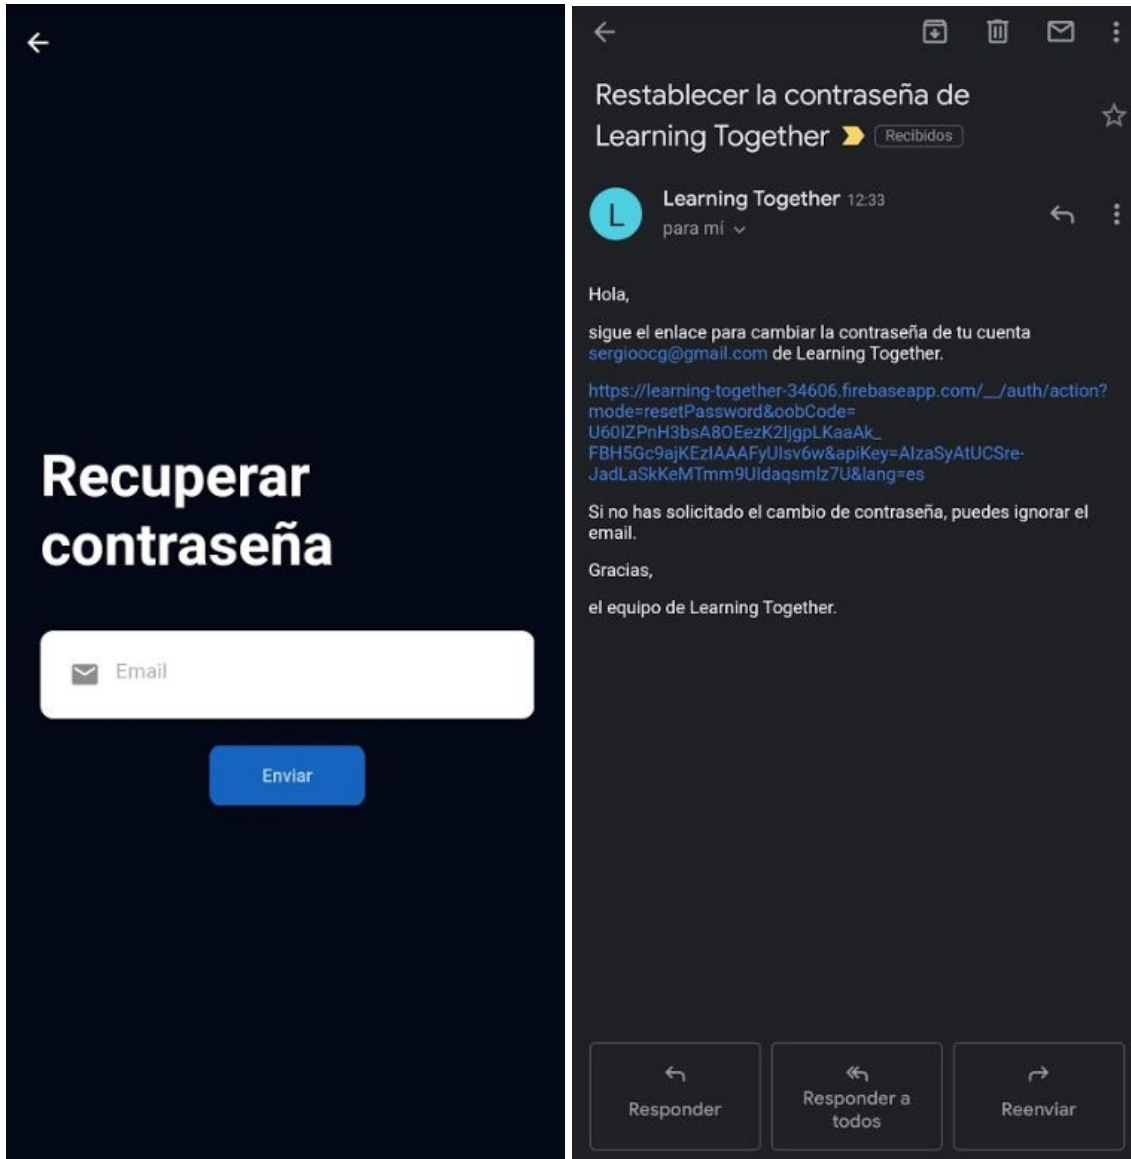 Recuperar
contraseña
Email
Enviar
Restablecer la contraseña de
Learning Together Recibidos
L
Learning Together 12:33
para mí
Hola,
sigue el enlace para cambiar la contraseña de tu cuenta
sergioocg@gmail.com de Learning Together.
https://learning-together-34606.firebaseapp.com/__/auth/action?
mode=resetPassword&oobCode=
U60IZPnH3bsA8OEezK2IjgpLKaaAk_
FBH5Gc9ajKEzIAAAFyUIsv6w&apiKey=AIzaSyAtUCSre-
JadLaSkKeMTmm9UIdaqsmlz7U&lang=es
Si no has solicitado el cambio de contraseña, puedes ignorar el
email.
Gracias,
el equipo de Learning Together.
Responder
Responder a
todos
Reenviar